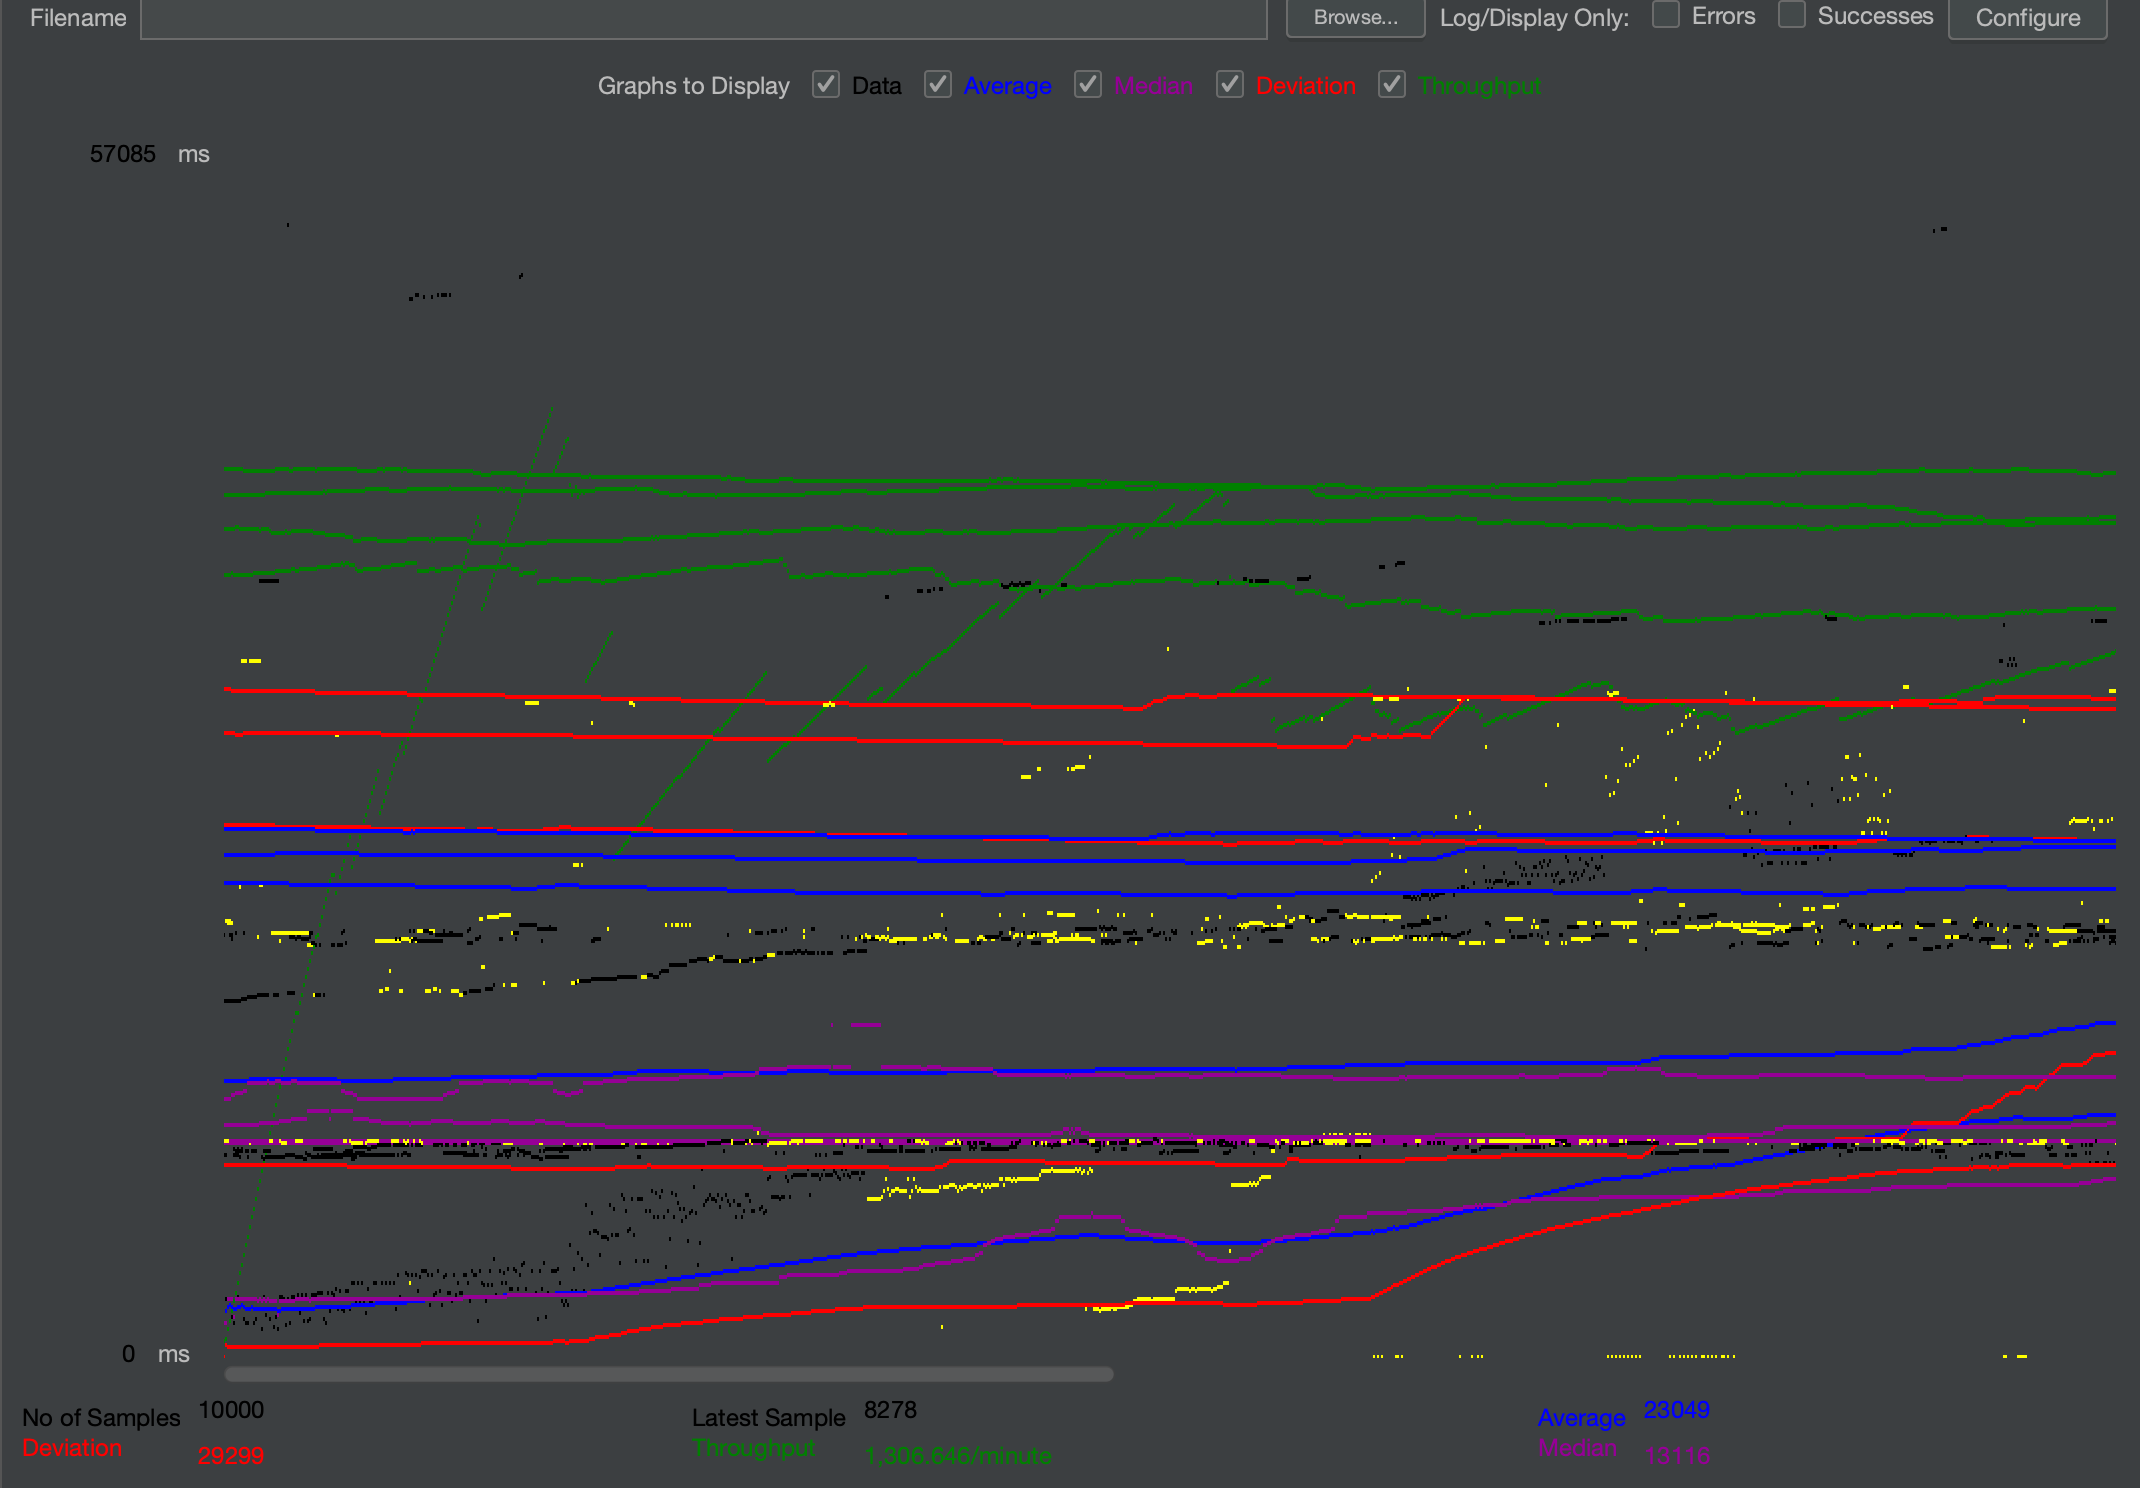 Filename Browse... Log/Display Only: Errors Successes Configure
Graphs to Display Data Average Median Deviation Throughput
57085 ms
0 ms
No of Samples 10000 Latest Sample 8278 Average 23049
Deviation 29299 Throughput 1,306.646/minute Median 13116